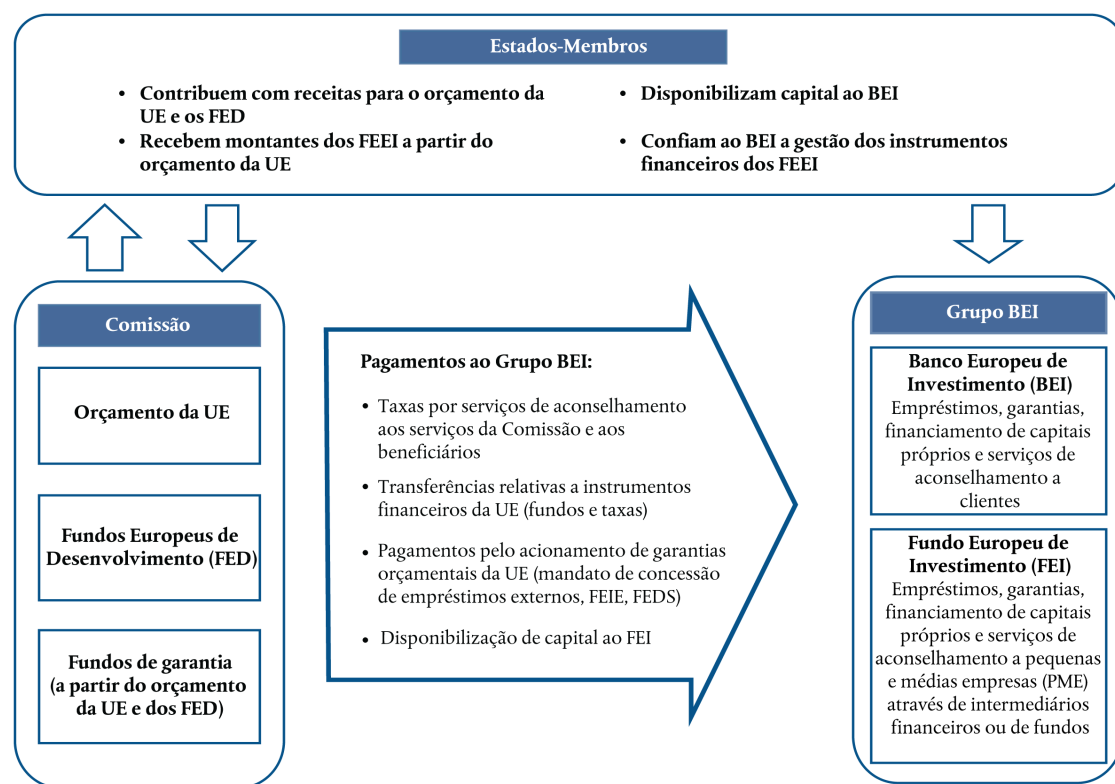 Estados-Membros
• Contribuem com receitas para o orçamento da
UE e os FED
• Recebem montantes dos FEEI a partir do
orçamento da UE
• Disponibilizam capital ao BEI
• Confiam ao BEI a gestão dos instrumentos
financeiros dos FEEI
Comissão
Orçamento da UE
Fundos Europeus de
Desenvolvimento (FED)
Fundos de garantia
(a partir do orçamento
da UE e dos FED)
Pagamentos ao Grupo BEI:
• Taxas por serviços de aconselhamento
aos serviços da Comissão e aos
beneficiários
• Transferências relativas a instrumentos
financeiros da UE (fundos e taxas)
• Pagamentos pelo acionamento de garantias
orçamentais da UE (mandato de concessão
de empréstimos externos, FEIE, FEDS)
• Disponibilização de capital ao FEI
Grupo BEI
Banco Europeu de
Investimento (BEI)
Empréstimos, garantias,
financiamento de capitais
próprios e serviços de
aconselhamento a
clientes
Fundo Europeu de
Investimento (FEI)
Empréstimos, garantias,
financiamento de capitais
próprios e serviços de
aconselhamento a pequenas
e médias empresas (PME)
através de intermediários
financeiros ou de fundos